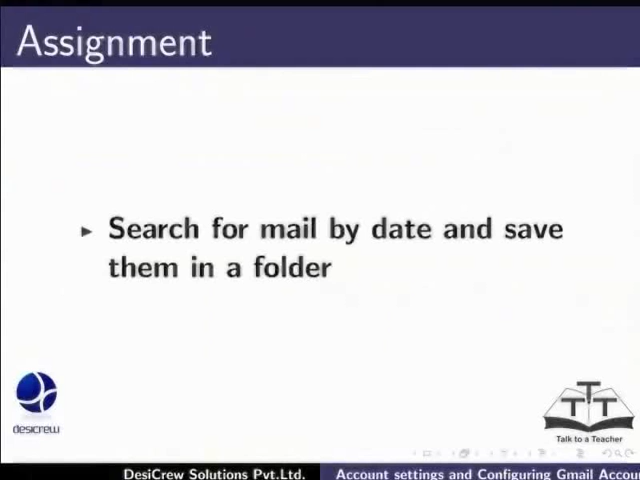 Assignment
Search for mail by date and save
them in a folder
desicrew
TTT
Talk to a Teacher
DesiCrew Solutions Pvt.Ltd.
Account settings and Configuring Gmail Accou